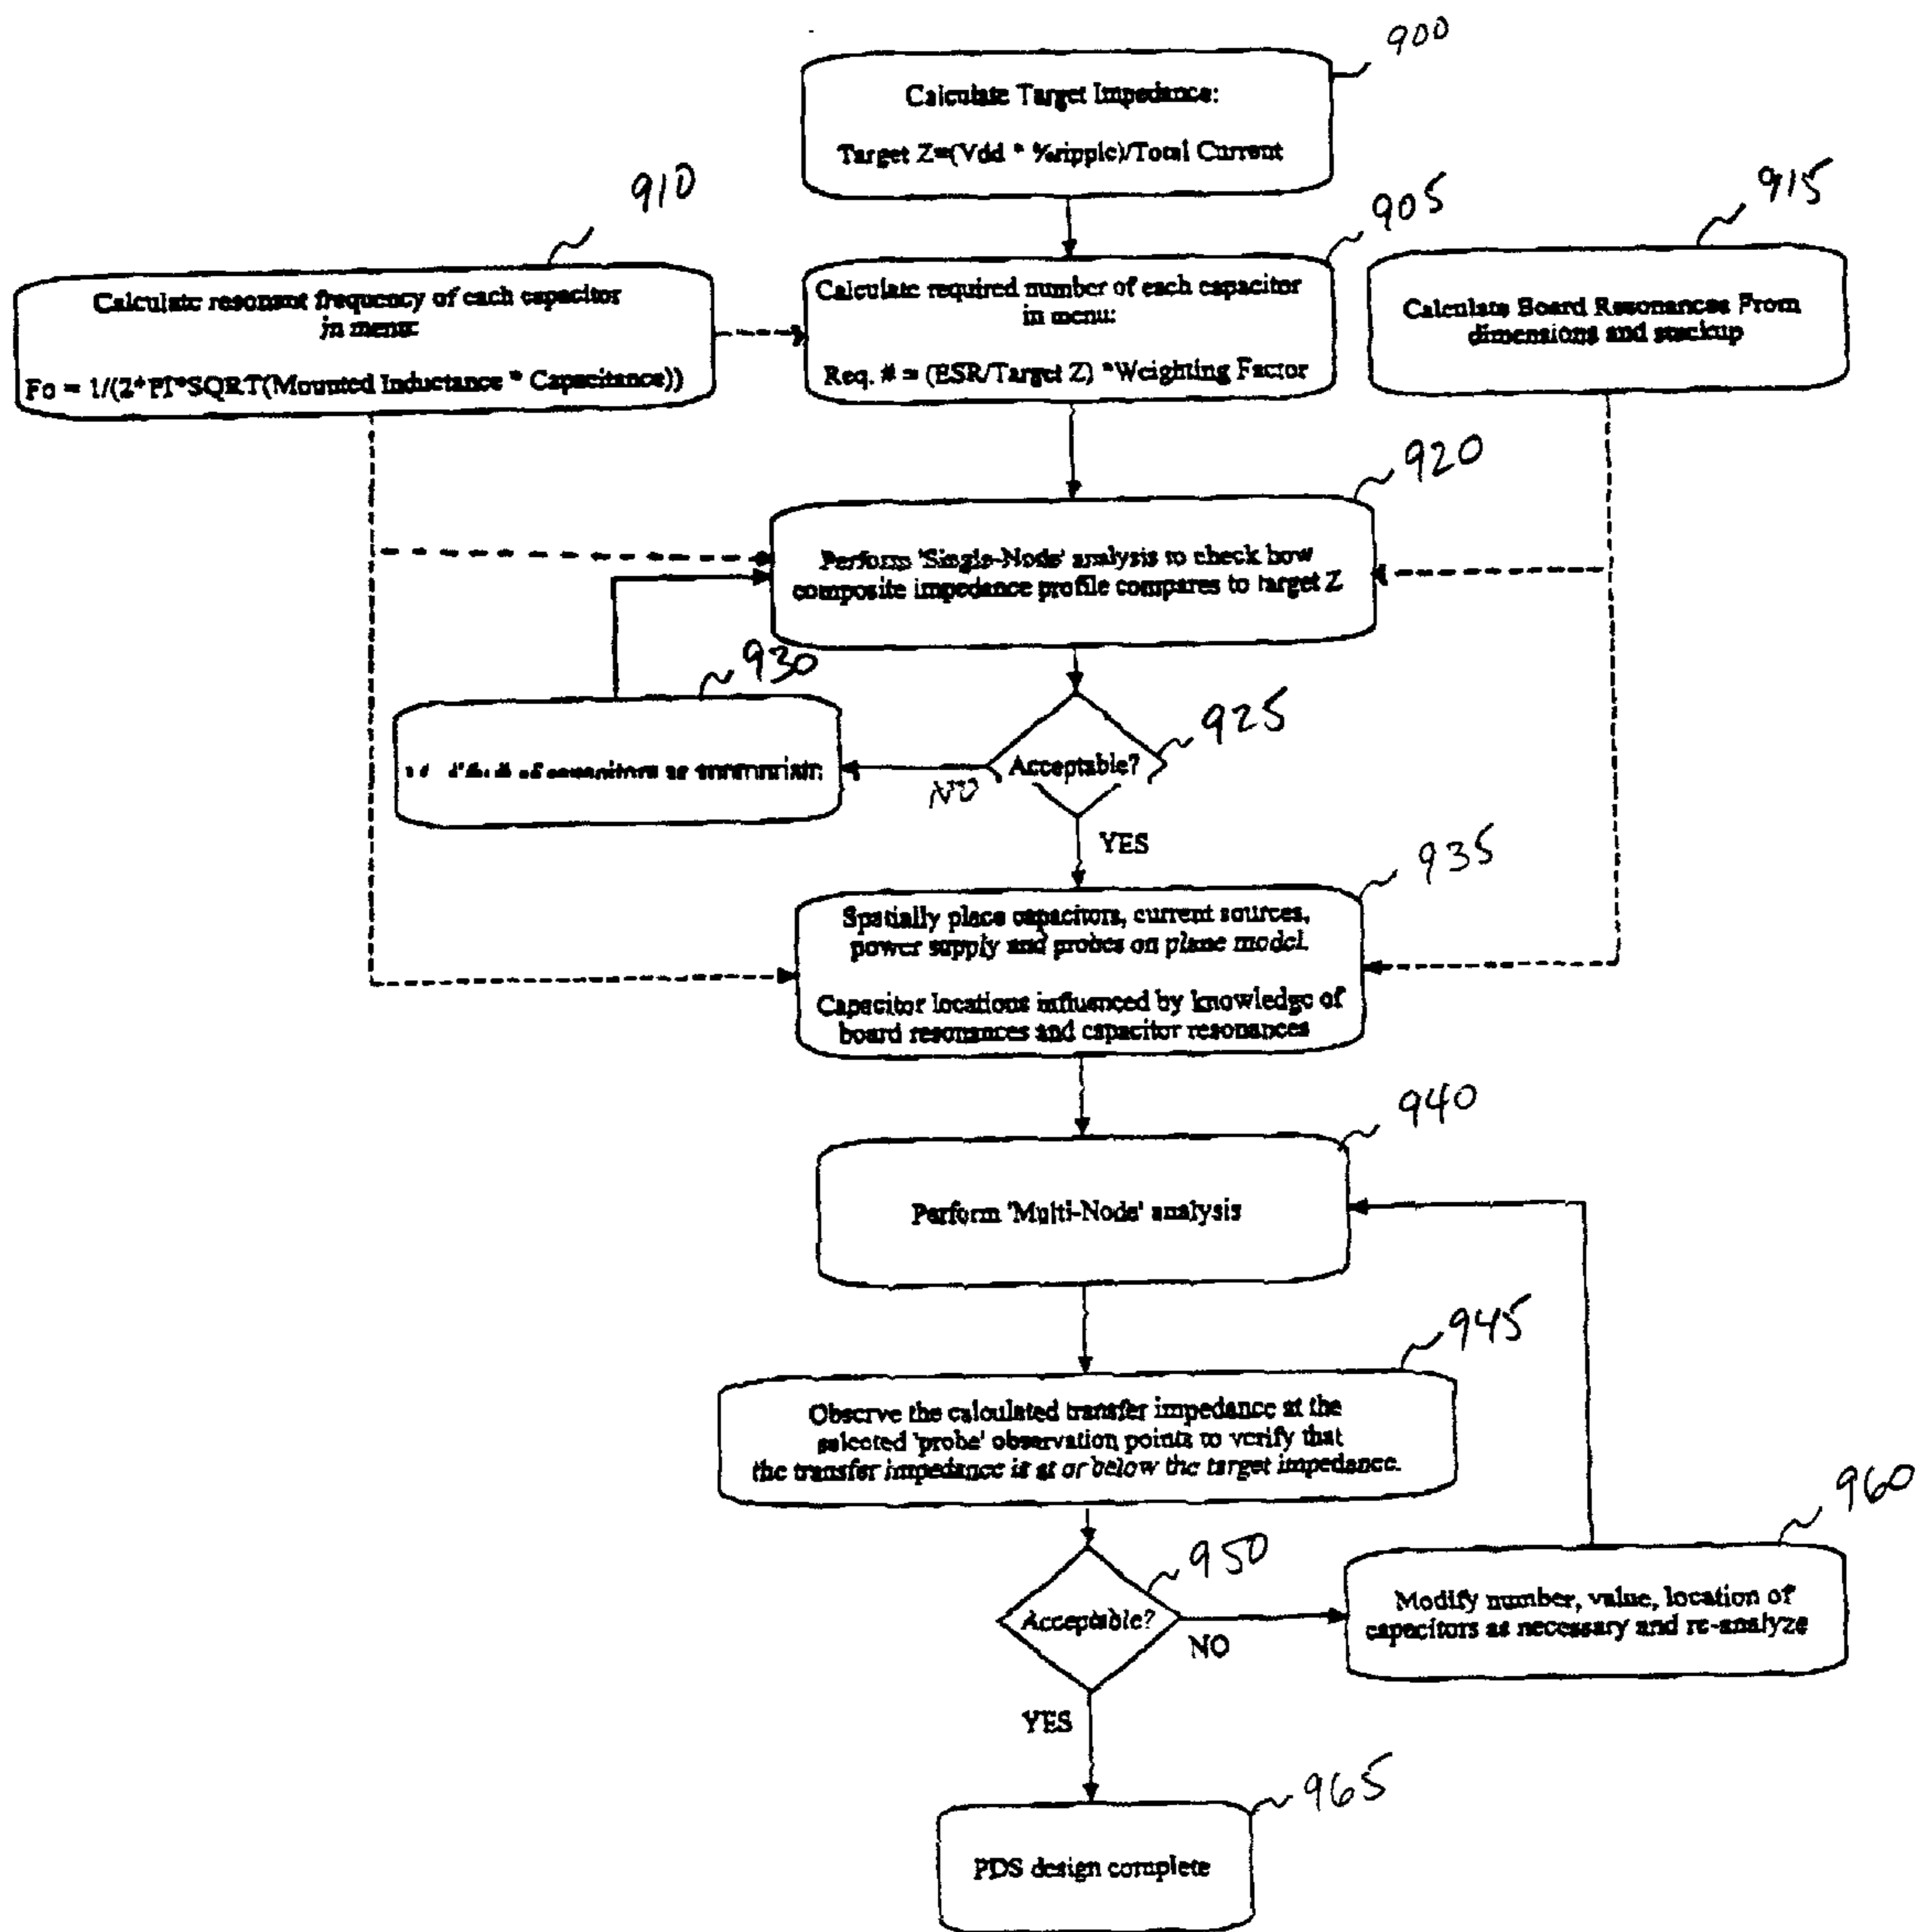 900
Calculate Target Impedance:
Target Z=(Vdd * %ripple)/Total Current
910
Calculate resonant frequency of each capacitor
in menu:
Fo = 1/(2*PI*SQRT(Mounted Inductance * Capacitance))
905
Calculate required number of each capacitor
in menu:
Req. # = (ESR/Target Z) *Weighting Factor
915
Calculate Board Resonances From
dimensions and stackup
920
Perform 'Single-Node' analysis to check how
composite impedance profile compares to target Z
930
# of capacitors as
925
Acceptable?
NO
YES
935
Spatially place capacitors, current sources,
power supply and probes on plane model.
Capacitor locations influenced by knowledge of
board resonances and capacitor resonances
940
Perform 'Multi-Node' analysis
945
Observe the calculated transfer impedance at the
selected 'probe' observation points to verify that
the transfer impedance is at or below the target impedance.
950
Acceptable?
NO
YES
960
Modify number, value, location of
capacitors as necessary and re-analyze
965
PDS design complete